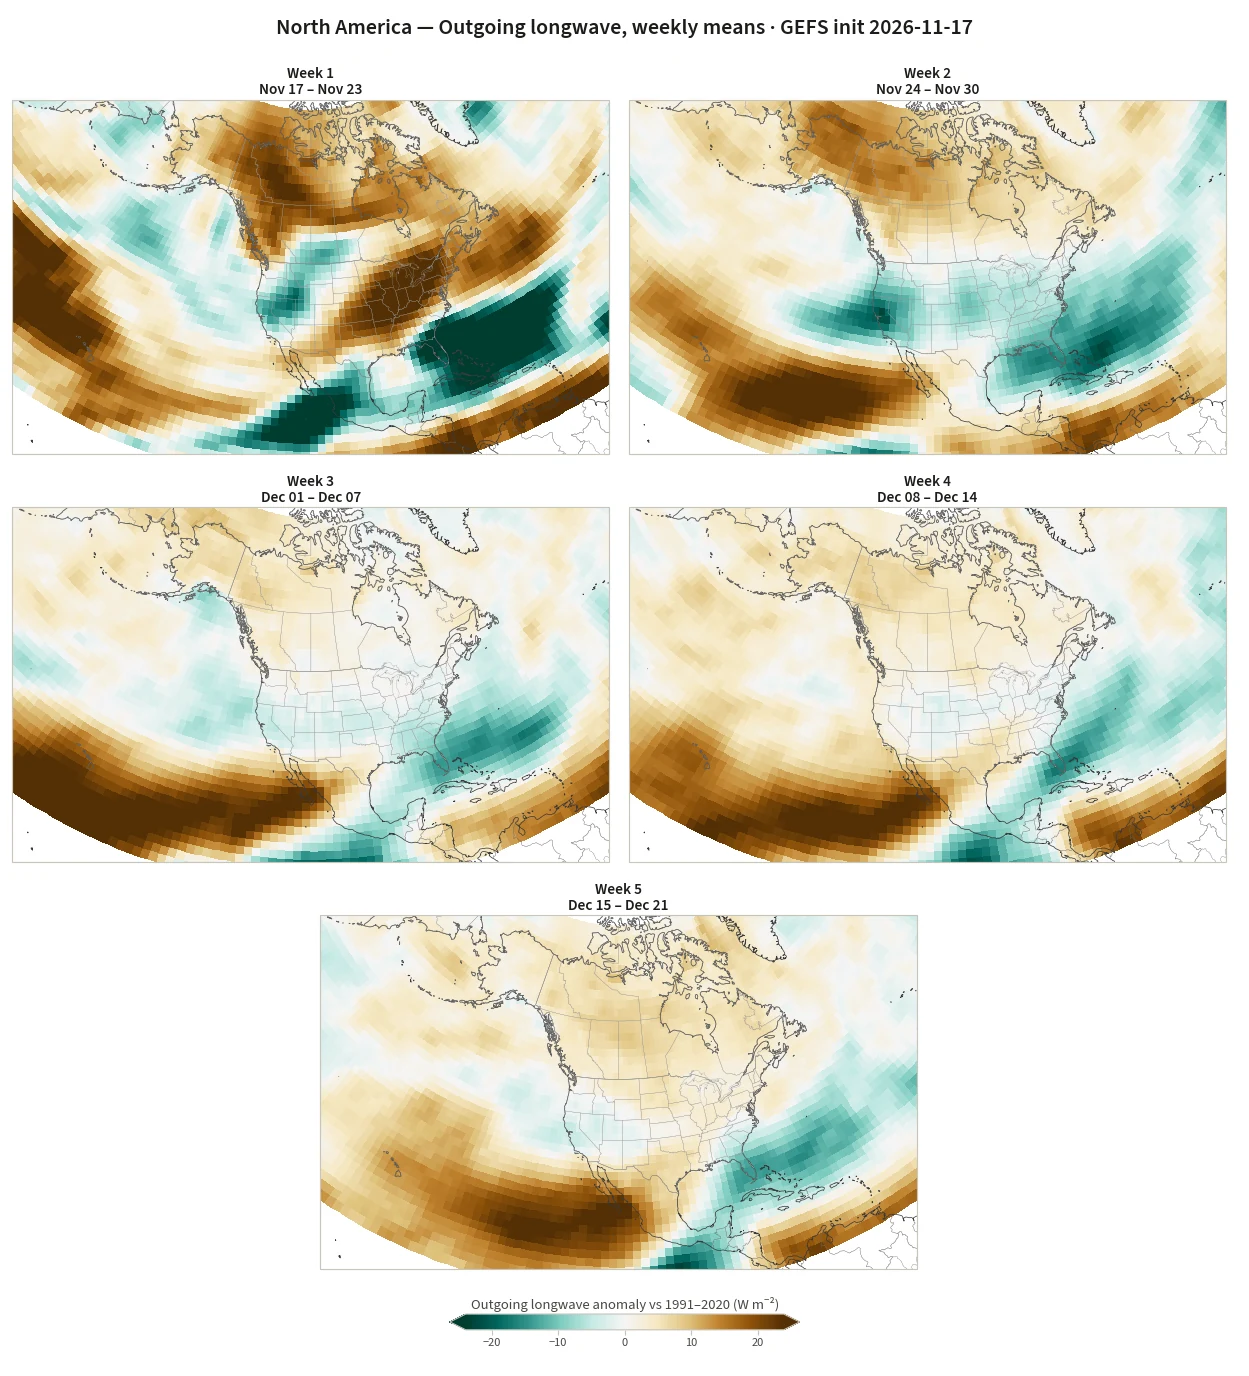 North America — Outgoing longwave, weekly means · GEFS init 2026-11-17
Week 1
Nov 17 – Nov 23
Week 2
Nov 24 – Nov 30
Week 3
Dec 01 – Dec 07
Week 4
Dec 08 – Dec 14
Week 5
Dec 15 – Dec 21
Outgoing longwave anomaly vs 1991–2020 (W m⁻²)
−20 −10 0 10 20